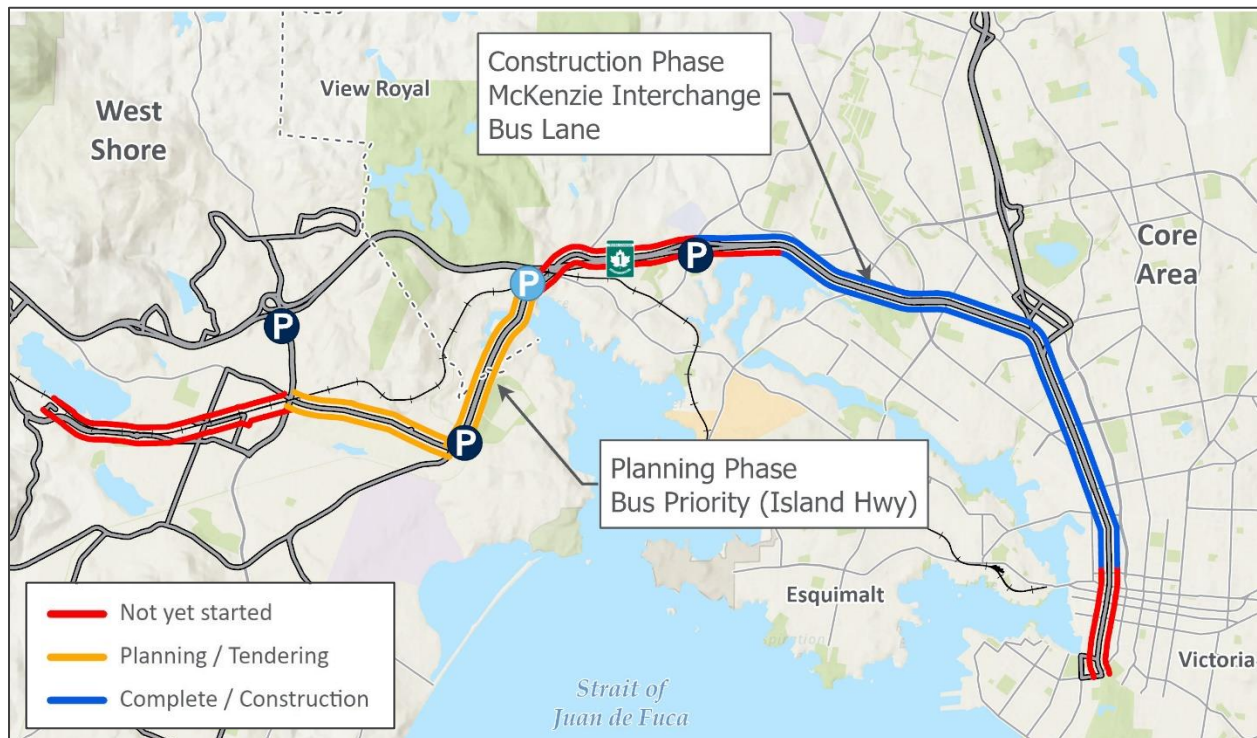 Construction Phase
McKenzie Interchange
Bus Lane
View Royal
West
Shore
Core
Area
1
P
P
P
P
Planning Phase
Bus Priority (Island Hwy)
Not yet started
Planning / Tendering
Complete / Construction
Esquimalt
Victoria
Strait of
Juan de Fuca